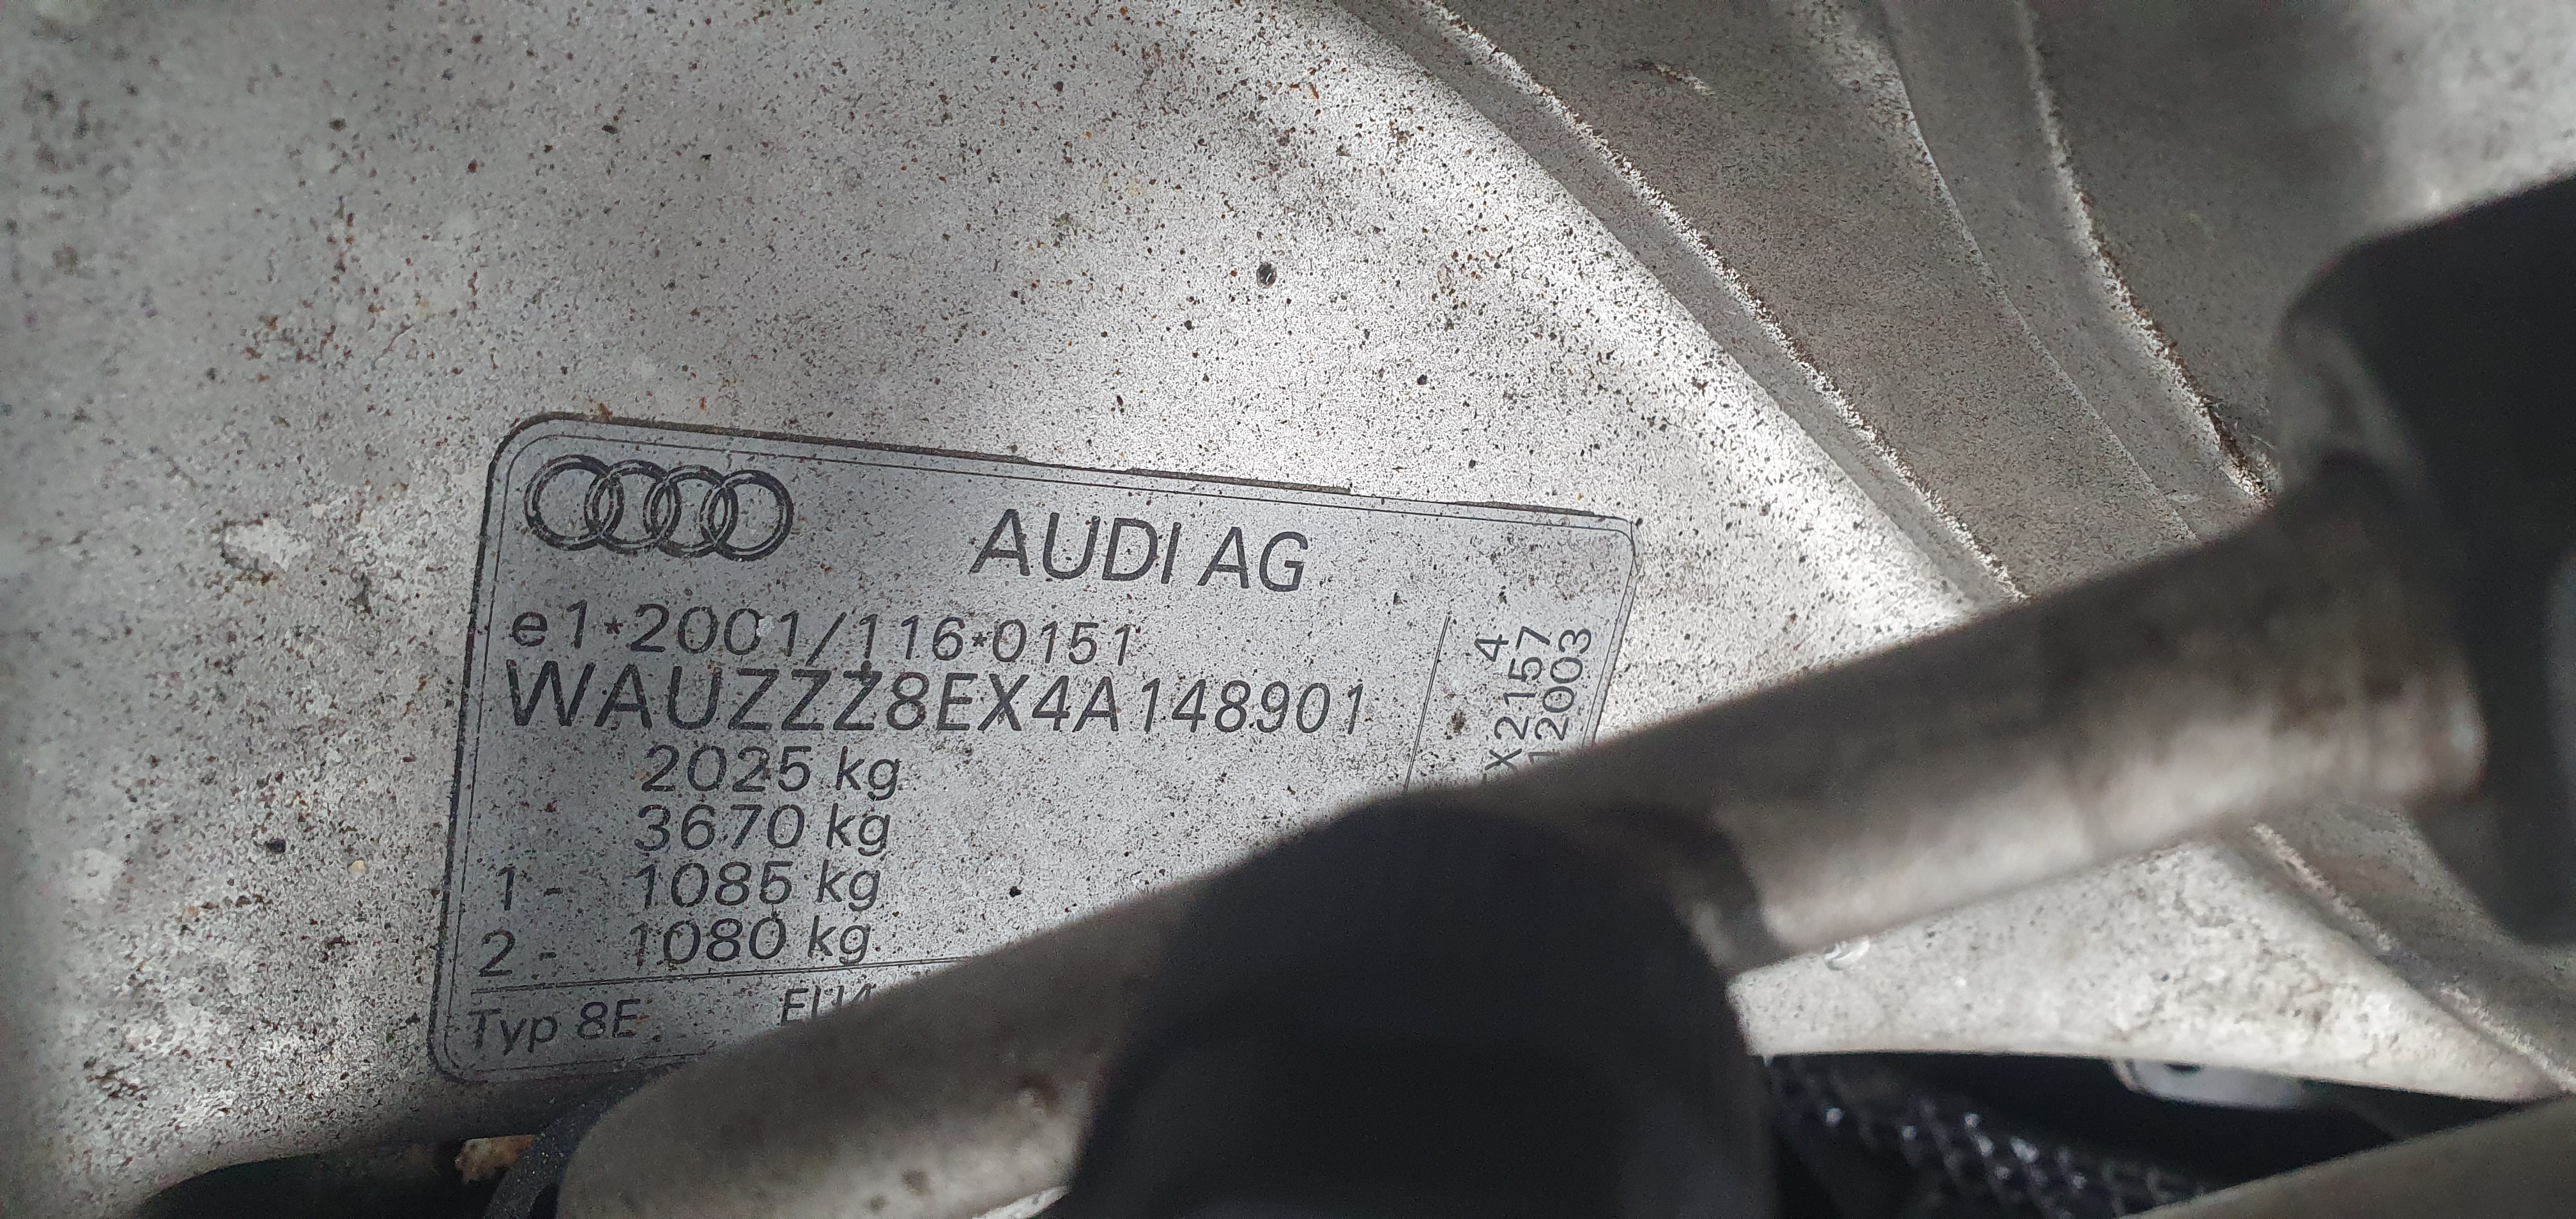 AUDI AG
e1*2001/116*0151
WAUZZZ8EX4A148901
2025 kg
3670 kg
1- 1085 kg
2- 1080 kg
Typ 8E
4
X2157
12003